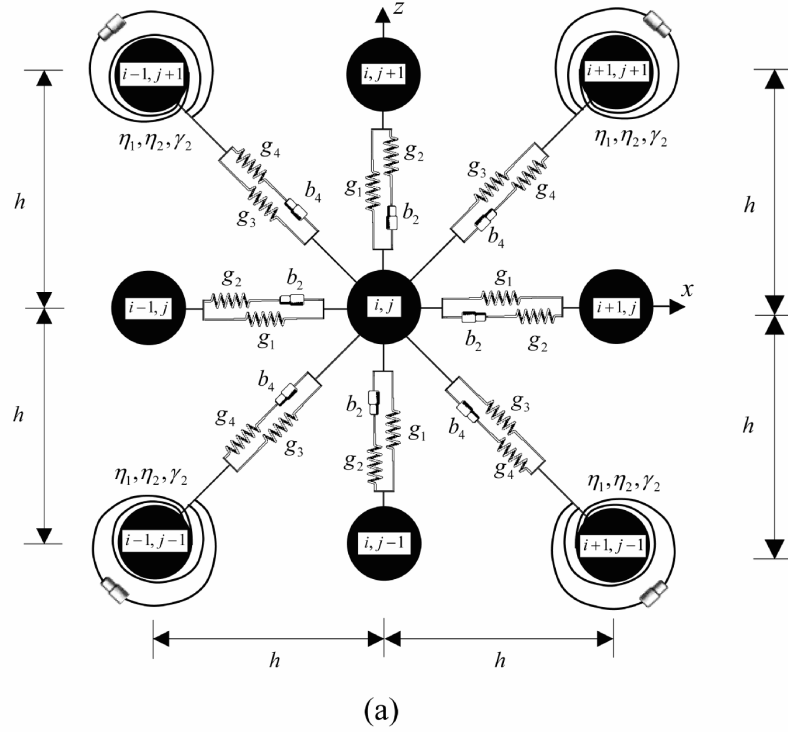 z
i−1, j+1
i, j+1
i+1, j+1
η₁, η₂, γ₂
η₁, η₂, γ₂
g₄
g₃
b₄
g₂
g₁
b₂
g₃
g₄
b₄
h
h
g₂
b₂
g₁
i−1, j
i, j
g₁
b₂
g₂
i+1, j
x
b₄
g₄
g₃
b₂
g₁
g₂
g₃
b₄
g₄
h
h
η₁, η₂, γ₂
η₁, η₂, γ₂
i−1, j−1
i, j−1
i+1, j−1
h
h
(a)